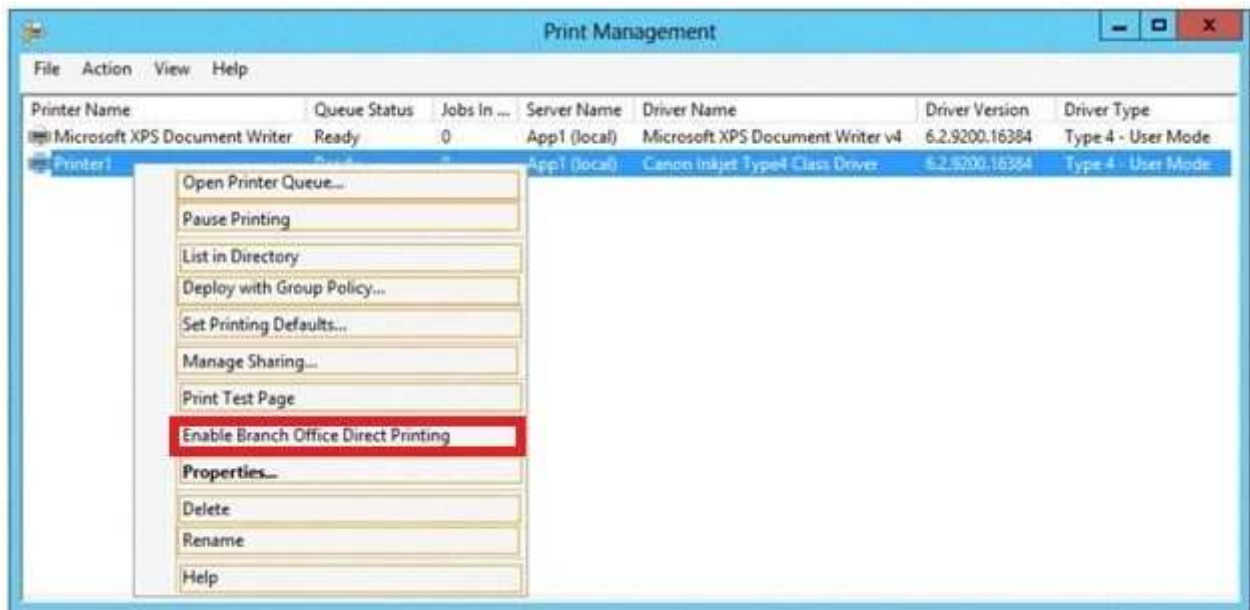 Print Management
File Action View Help
Printer Name Queue Status Jobs In ... Server Name Driver Name Driver Version Driver Type
Microsoft XPS Document Writer Ready 0 App1 (local) Microsoft XPS Document Writer v4 6.2.9200.16384 Type 4 - User Mode
Printer1 App1 (local) Canon Inkjet Type4 Class Driver 6.2.9200.16384 Type 4 - User Mode
Open Printer Queue...
Pause Printing
List in Directory
Deploy with Group Policy...
Set Printing Defaults...
Manage Sharing...
Print Test Page
Enable Branch Office Direct Printing
Properties...
Delete
Rename
Help